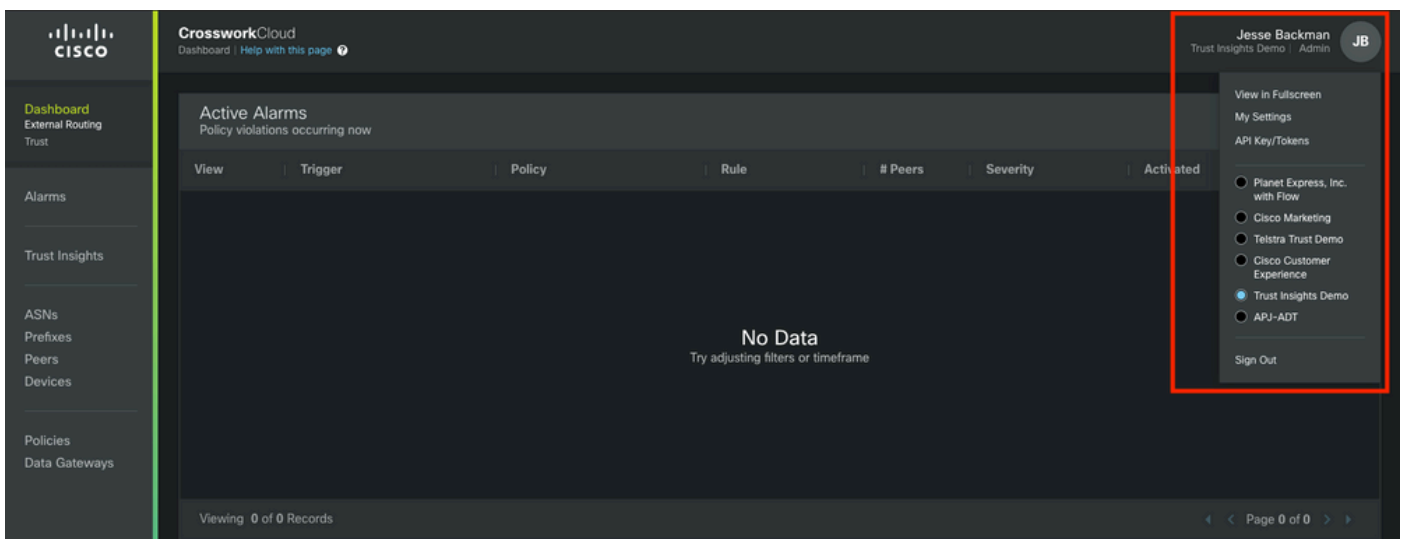 CISCO
CrossworkCloud
Dashboard | Help with this page ?
Jesse Backman
Trust Insights Demo | Admin
JB
Dashboard
External Routing
Trust
Alarms
Trust Insights
ASNs
Prefixes
Peers
Devices
Policies
Data Gateways
Active Alarms
Policy violations occurring now
View | Trigger | Policy | Rule | # Peers | Severity | Activated
No Data
Try adjusting filters or timeframe
Viewing 0 of 0 Records
Page 0 of 0
View in Fullscreen
My Settings
API Key/Tokens
Planet Express, Inc.
with Flow
Cisco Marketing
Telstra Trust Demo
Cisco Customer
Experience
Trust Insights Demo
APJ-ADT
Sign Out